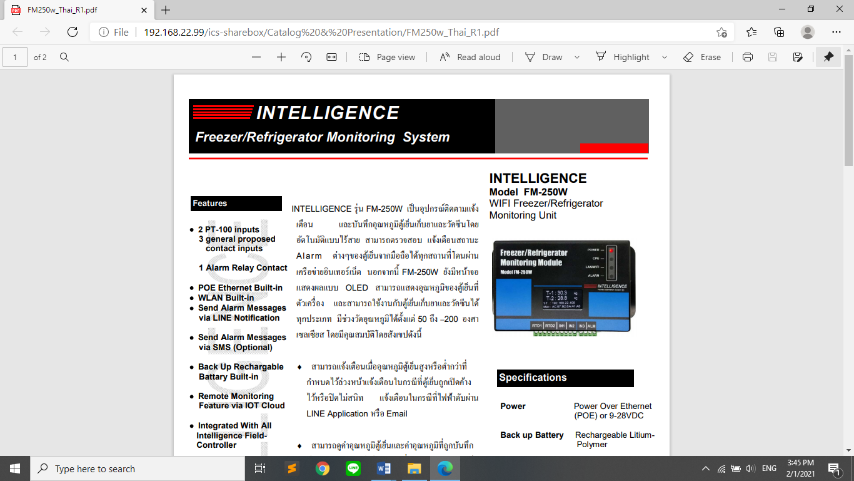 FM250w_Thai_R1.pdf
File
192.168.22.99/ics-sharebox/Catalog%20&%20Presentation/FM250w_Thai_R1.pdf
1 of 2
Page view
Read aloud
Draw
Highlight
Erase
INTELLIGENCE
Freezer/Refrigerator Monitoring System
Features
2 PT-100 inputs
3 general proposed
contact inputs
1 Alarm Relay Contact
POE Ethernet Built-in
WLAN Built-in
Send Alarm Messages
via LINE Notification
Send Alarm Messages
via SMS (Optional)
Back Up Rechargable
Battary Built-in
Remote Monitoring
Feature via IOT Cloud
Integrated With All
Intelligence Field-
Controller
INTELLIGENCE รุ่น FM-250W เป็นอุปกรณ์ติดตามแจ้ง
เตือน และบันทึกอุณหภูมิตู้เย็นเก็บยาและวัคซีนโดย
อัตโนมัติแบบไร้สาย สามารถตรวจสอบ แจ้งเตือนสถานะ
Alarm ต่างๆของตู้เย็นจากมือถือได้ทุกสถานที่ไหนผ่าน
เครือข่ายอินเทอร์เน็ต นอกจากนี้ FM-250W ยังมีหน้าจอ
แสดงผลแบบ OLED สามารถแสดงอุณหภูมิของตู้เย็นที่
ตัวเครื่อง และสามารถใช้งานกับตู้เย็นเก็บยาและวัคซีนได้
ทุกประเภท มีช่วงวัดอุณหภูมิได้ตั้งแต่ 50 ถึง –200 องศา
เซลเซียส โดยมีคุณสมบัติโดยสังเขปดังนี้
♦ สามารถแจ้งเตือนเมื่ออุณหภูมิตู้เย็นสูงหรือต่ำกว่าที่
กำหนดไว้ล่วงหน้าแจ้งเตือนในกรณีที่ตู้เย็นถูกเปิดค้าง
ไว้หรือปิดไม่สนิท แจ้งเตือนในกรณีที่ไฟฟ้าดับผ่าน
LINE Application หรือ Email
♦ สามารถดูค่าอุณหภูมิตู้เย็นและค่าอุณหภูมิที่ถูกบันทึก
INTELLIGENCE
Model FM-250W
WIFI Freezer/Refrigerator
Monitoring Unit
Freezer/Refrigerator
Monitoring Module
Model FM-250W
POWER
CPU
ALARM
INTELLIGENCE
Specifications
Power Power Over Ethernet
(POE) or 9-28VDC
Back up Battery Rechargeable Litium-
Polymer
Type here to search
ENG
3:45 PM
2/1/2021